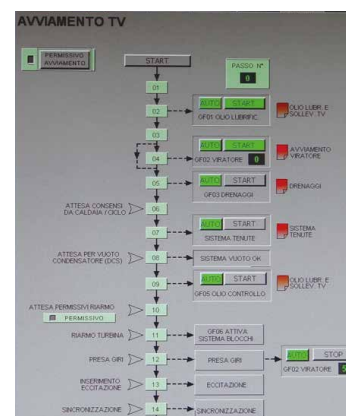 AVVIAMENTO TV
PERMISSIVO
AVVIAMENTO
START
PASSO N°
0
01
02
AUTO START
GF01 OLIO LUBRIFIC.
OLIO LUBR. E
SOLLEV. TV
03
04
AUTO START
GF02 VIRATORE 0
AVVIAMENTO
VIRATORE
05
AUTO START
GF03 DRENAGGI
DRENAGGI
ATTESA CONSENSI
DA CALDAIA / CICLO
06
07
AUTO START
SISTEMA TENUTE
SISTEMA
TENUTE
ATTESA PER VUOTO
CONDENSATORE (DCS)
08
SISTEMA VUOTO OK
09
AUTO START
GF05 OLIO CONTROLLO
OLIO LUBR. E
SOLLEV. TV
ATTESA PERMISSIVI RIARMO
PERMISSIVO
10
RIARMO TURBINA
11
GF06 ATTIVA
SISTEMA BLOCCHI
PRESA GIRI
12
PRESA GIRI
AUTO STOP
GF02 VIRATORE
INSERIMENTO
ECCITAZIONE
13
ECCITAZIONE
SINCRONIZZAZIONE
14
SINCRONIZZAZIONE